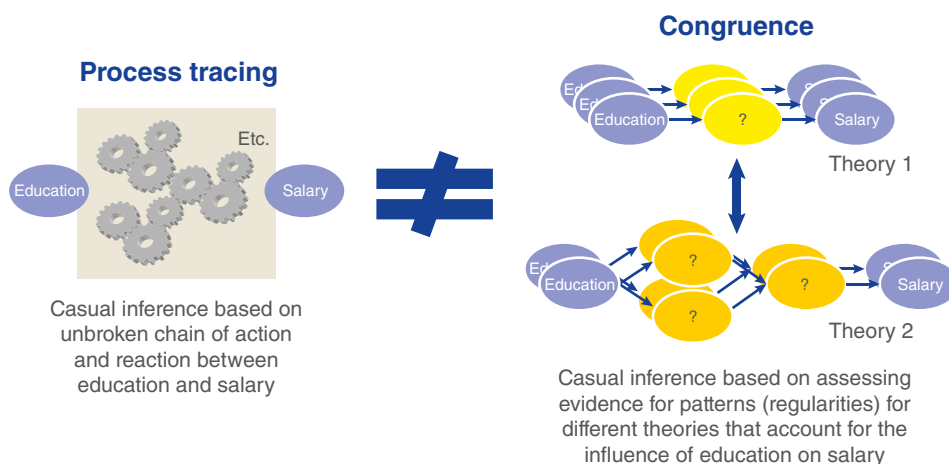 Process tracing
Etc.
Education
Salary
Casual inference based on
unbroken chain of action
and reaction between
education and salary
≠
Congruence
Education
?
Salary
Theory 1
?
Education
?
?
Salary
?
Theory 2
Casual inference based on assessing
evidence for patterns (regularities) for
different theories that account for the
influence of education on salary